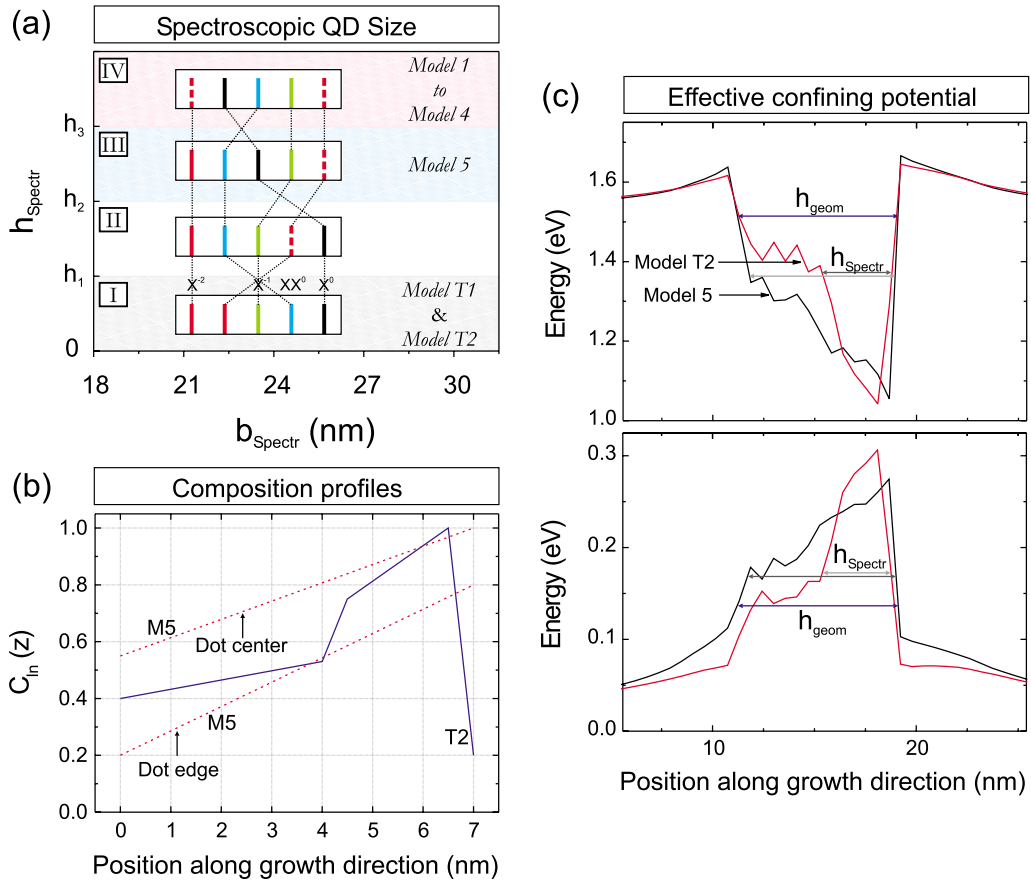 (a)
Spectroscopic QD Size
IV
Model 1
to
Model 4
h3
III
Model 5
h2
hSpectr
II
h1
X-2
X-1
XX0
X0
I
Model T1
&
Model T2
0
18
21
24
27
30
bSpectr (nm)
(b)
Composition profiles
1.0
0.8
0.6
0.4
0.2
0.0
CIn (z)
M5
Dot center
M5
Dot edge
T2
0
1
2
3
4
5
6
7
Position along growth direction (nm)
(c)
Effective confining potential
1.6
1.4
1.2
1.0
Energy (eV)
hgeom
Model T2
hSpectr
Model 5
0.3
0.2
0.1
0.0
Energy (eV)
hSpectr
hgeom
10
15
20
25
Position along growth direction (nm)